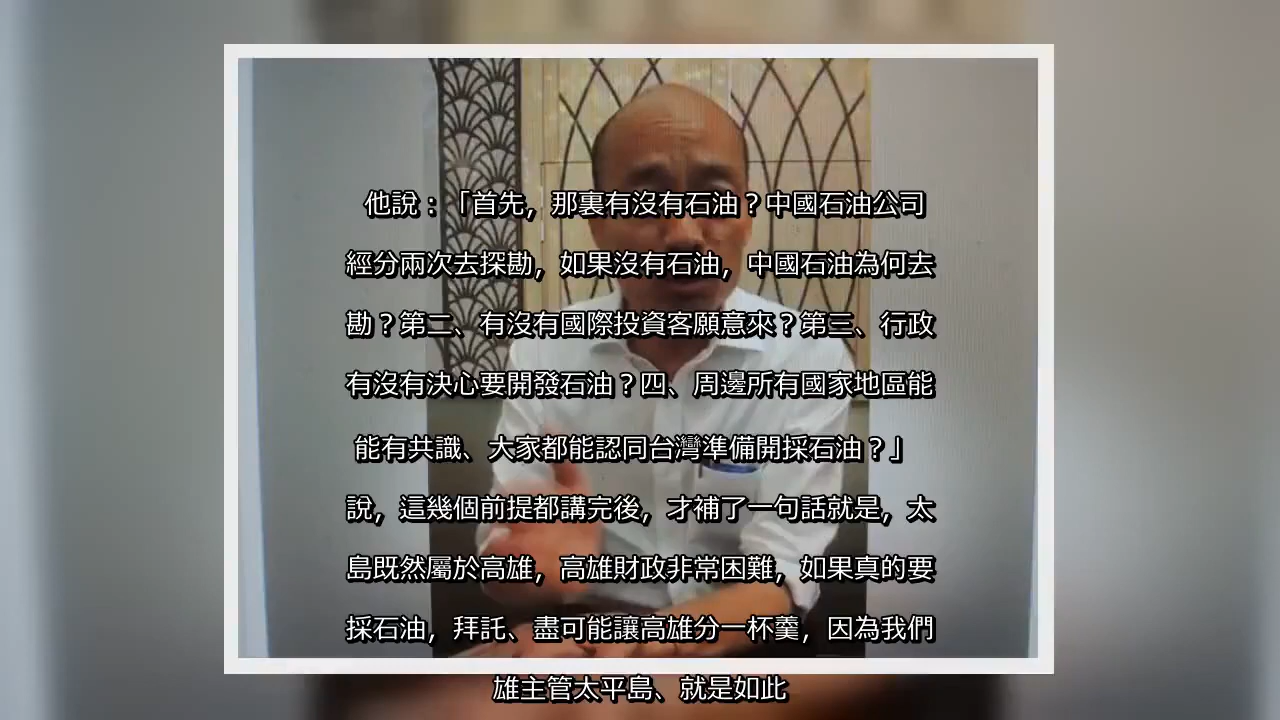 他說：「首先，那裏有沒有石油？中國石油公司
經分兩次去探勘，如果沒有石油，中國石油為何去
勘？第二、有沒有國際投資客願意來？第三、行政
有沒有決心要開發石油？四、周邊所有國家地區能
能有共識、大家都能認同台灣準備開採石油？」
說，這幾個前提都講完後，才補了一句話就是，太
島既然屬於高雄，高雄財政非常困難，如果真的要
採石油，拜託、盡可能讓高雄分一杯羹，因為我們
雄主管太平島、就是如此